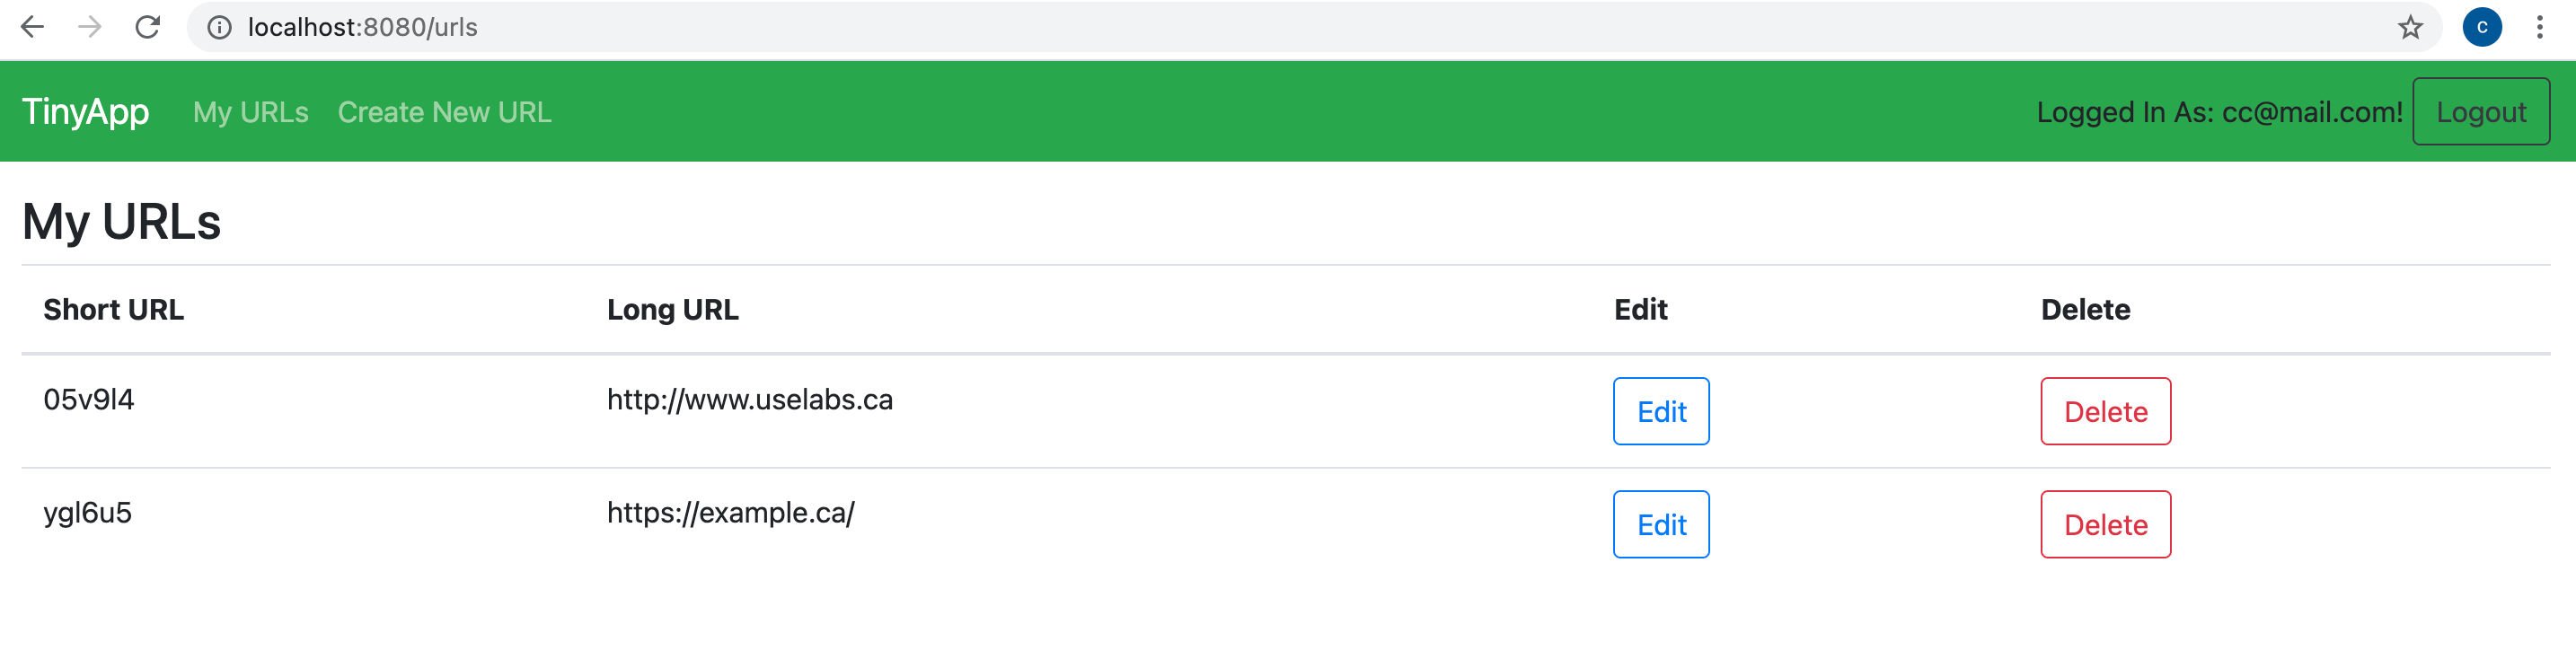 localhost:8080/urls
C
TinyApp My URLs Create New URL Logged In As: cc@mail.com! Logout
My URLs
Short URL Long URL Edit Delete
05v9l4 http://www.uselabs.ca Edit Delete
ygl6u5 https://example.ca/ Edit Delete